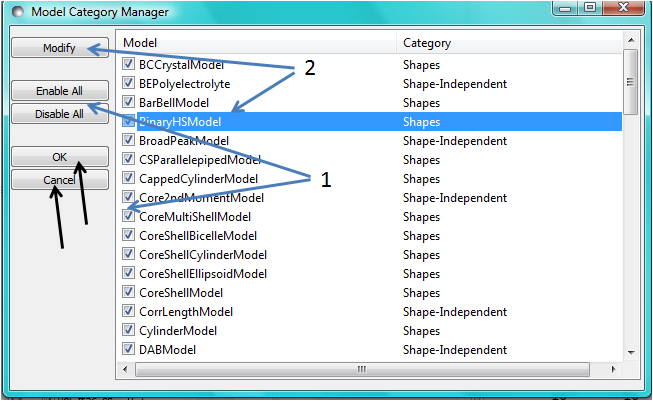 Model Category Manager
Modify
Enable All
Disable All
OK
Cancel
Model Category
BCCrystalModel Shapes
BEPolyelectrolyte Shape-Independent
BarBellModel Shapes
BinaryHSModel Shapes
BroadPeakModel Shape-Independent
CSParallelepipedModel Shapes
CappedCylinderModel Shapes
Core2ndMomentModel Shape-Independent
CoreMultiShellModel Shapes
CoreShellBicelleModel Shapes
CoreShellCylinderModel Shapes
CoreShellEllipsoidModel Shapes
CoreShellModel Shapes
CorrLengthModel Shape-Independent
CylinderModel Shapes
DABModel Shape-Independent
2
1